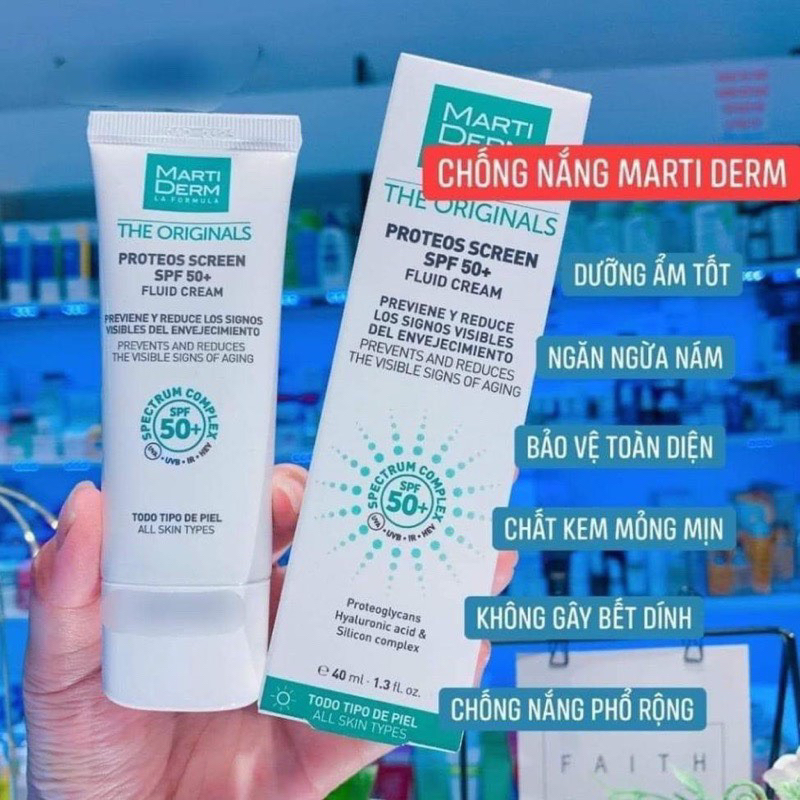 MARTI
DERM
LA FORMULA
THE ORIGINALS
PROTEOS SCREEN
SPF 50+
FLUID CREAM
PREVIENE Y REDUCE LOS SIGNOS
VISIBLES DEL ENVEJECIMIENTO
PREVENTS AND REDUCES
THE VISIBLE SIGNS OF AGING
SPECTRUM COMPLEX
SPF
50+
UVA • UVB • IR • HEV
TODO TIPO DE PIEL
ALL SKIN TYPES
MARTI
DERM
THE ORIGINALS
PROTEOS SCREEN
SPF 50+
FLUID CREAM
PREVIENE Y REDUCE
LOS SIGNOS VISIBLES
DEL ENVEJECIMIENTO
PREVENTS AND REDUCES
THE VISIBLE SIGNS OF AGING
SPECTRUM COMPLEX
SPF
50+
UVA • UVB • IR • HEV
Proteoglycans
Hyaluronic acid &
Silicon complex
e 40 ml - 1.3 fl. oz.
TODO TIPO DE PIEL
ALL SKIN TYPES
CHỐNG NẮNG MARTI DERM
DƯỠNG ẨM TỐT
NGĂN NGỪA NÁM
BẢO VỆ TOÀN DIỆN
CHẤT KEM MỎNG MỊN
KHÔNG GÂY BẾT DÍNH
CHỐNG NẮNG PHỔ RỘNG
FAITH